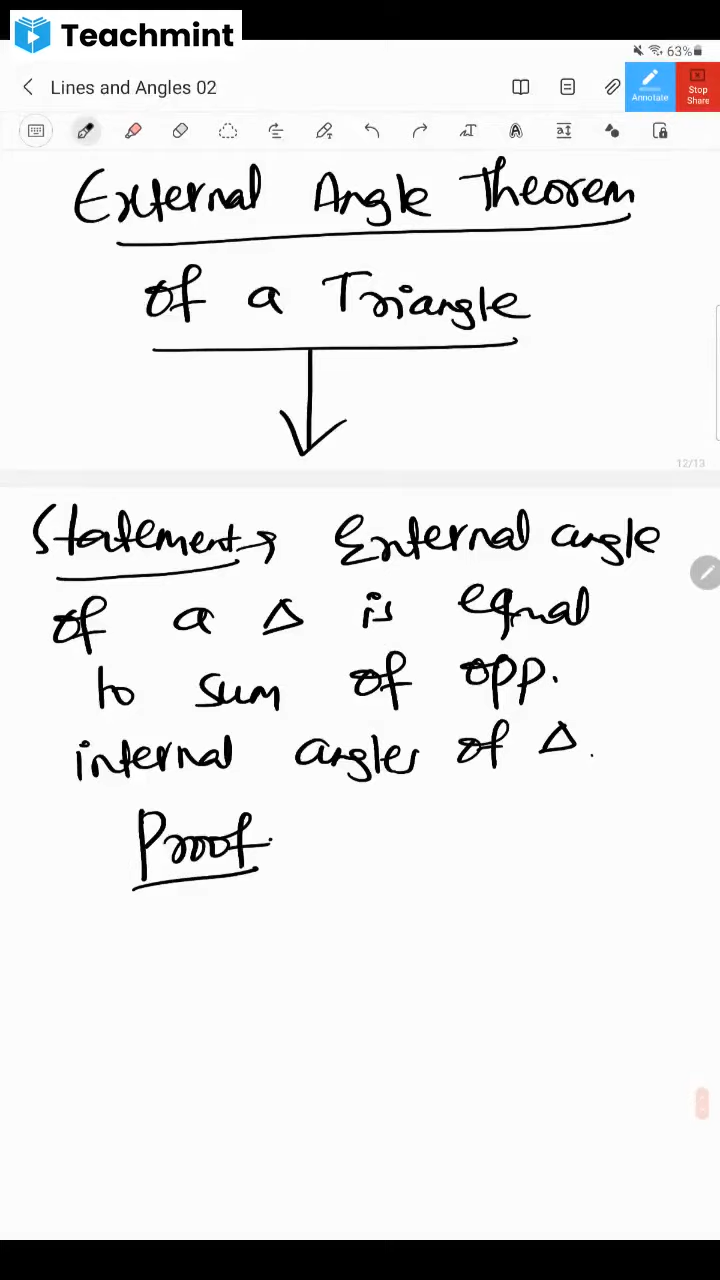 Teachmint
63%
Lines and Angles 02
Annotate
Stop
Share
External Angle Theorem
of a Triangle
12/13
Statement → External angle
of a Δ is equal
to sum of opp.
internal angles of Δ.
Proof